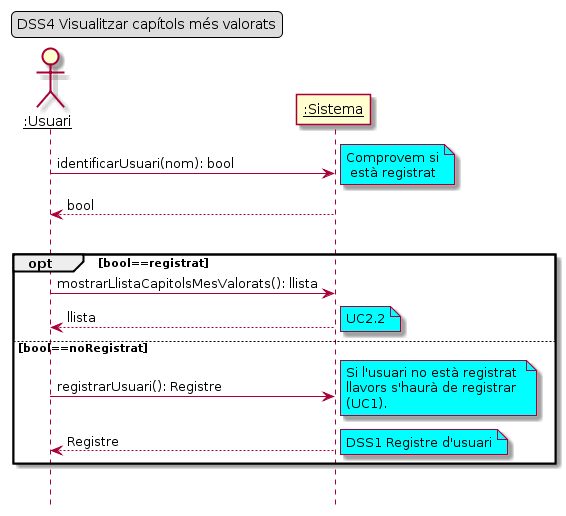 DSS4 Visualitzar capítols més valorats
:Usuari
:Sistema
identificarUsuari(nom): bool
Comprovem si
està registrat
bool
opt [bool==registrat]
mostrarLlistaCapitolsMesValorats(): llista
llista
UC2.2
[bool==noRegistrat]
registrarUsuari(): Registre
Si l'usuari no està registrat
llavors s'haurà de registrar
(UC1).
Registre
DSS1 Registre d'usuari